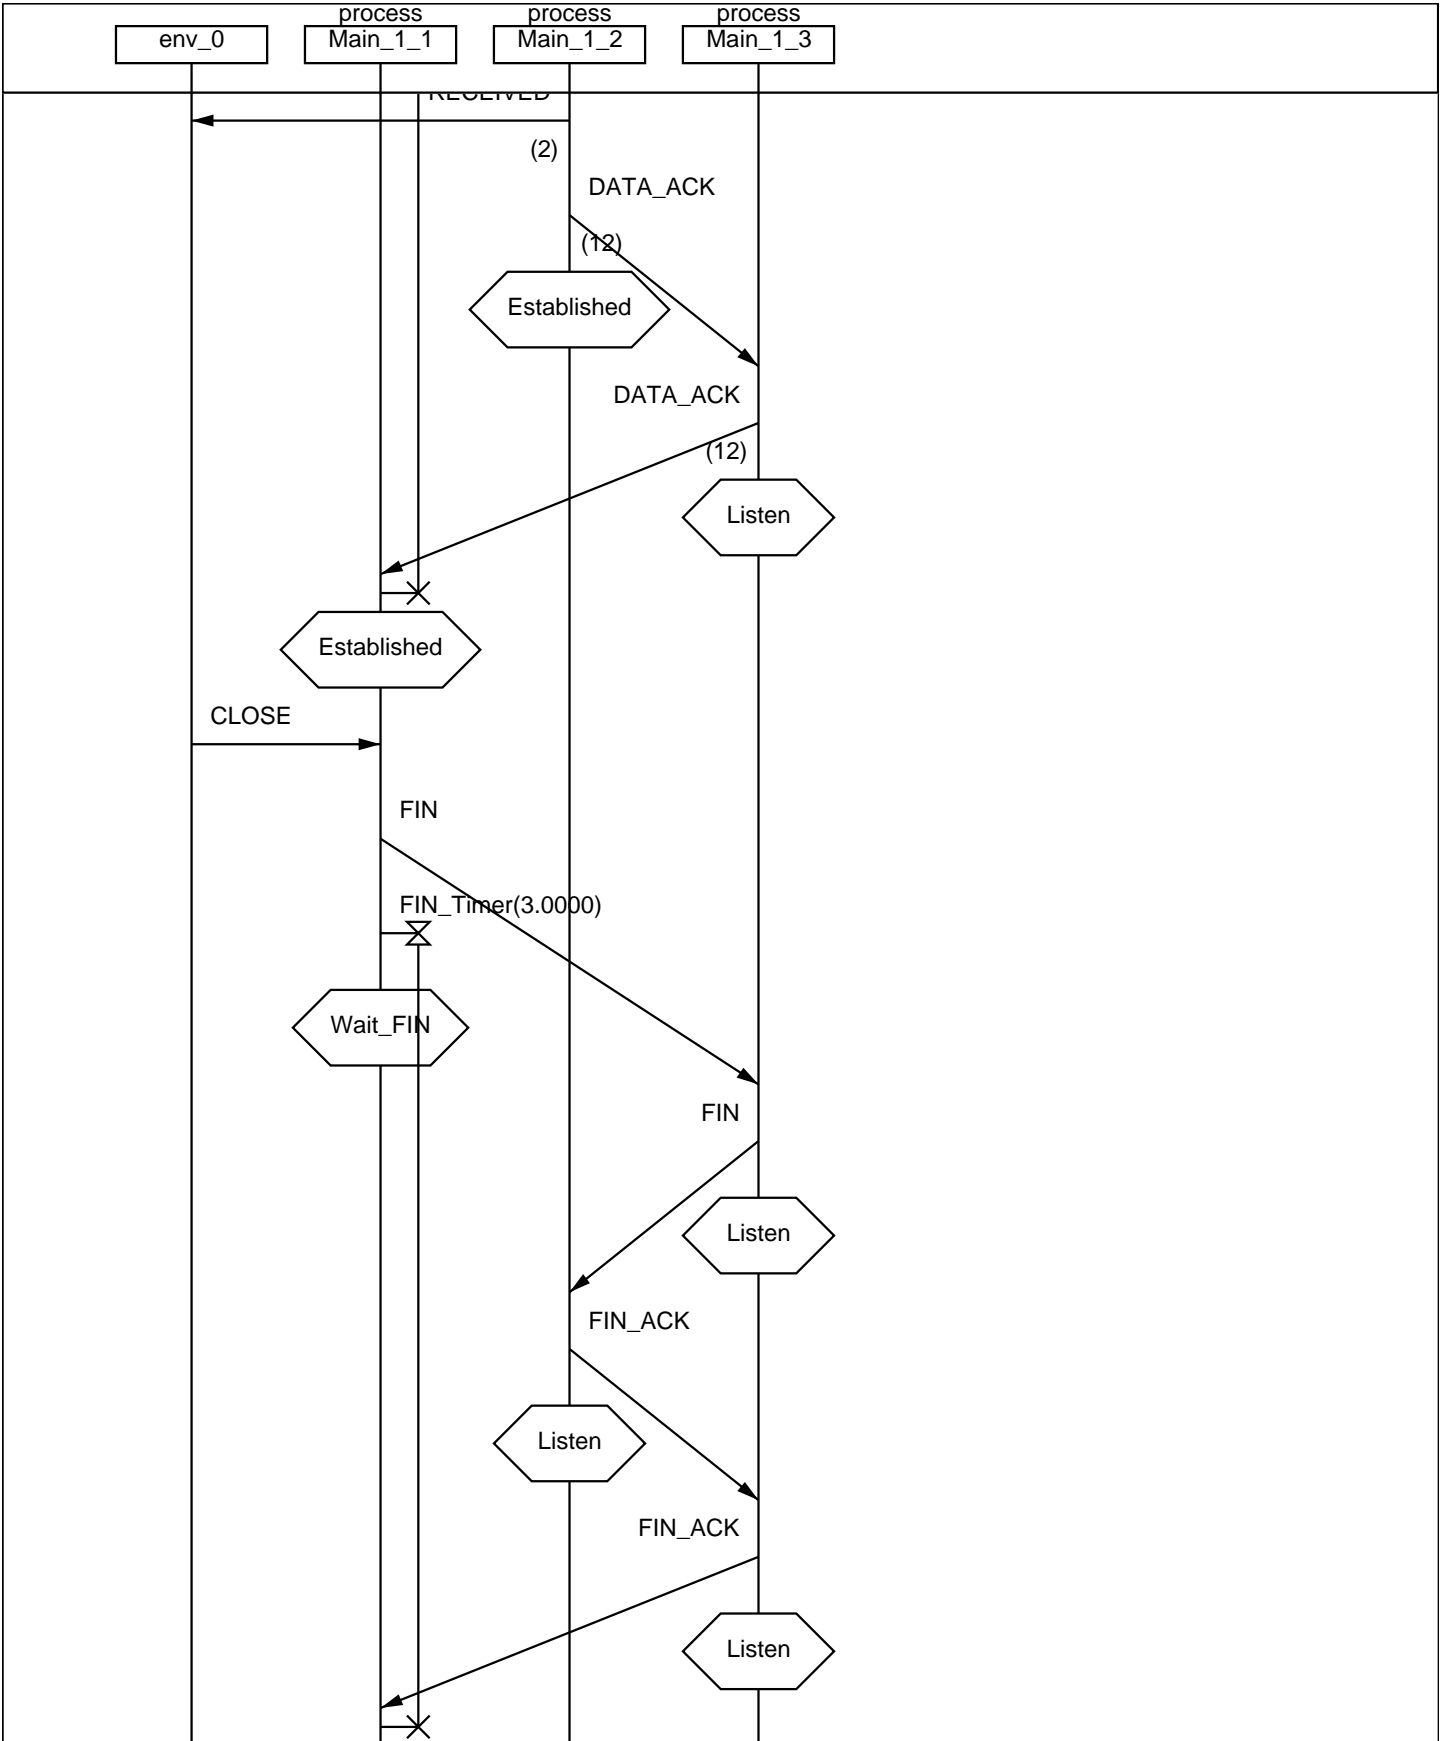 process process process
env_0 Main_1_1 Main_1_2 Main_1_3
RECEIVED
(2)
DATA_ACK
(12)
Established
DATA_ACK
(12)
Listen
Established
CLOSE
FIN
FIN_Timer(3.0000)
Wait_FIN
FIN
Listen
FIN_ACK
Listen
FIN_ACK
Listen